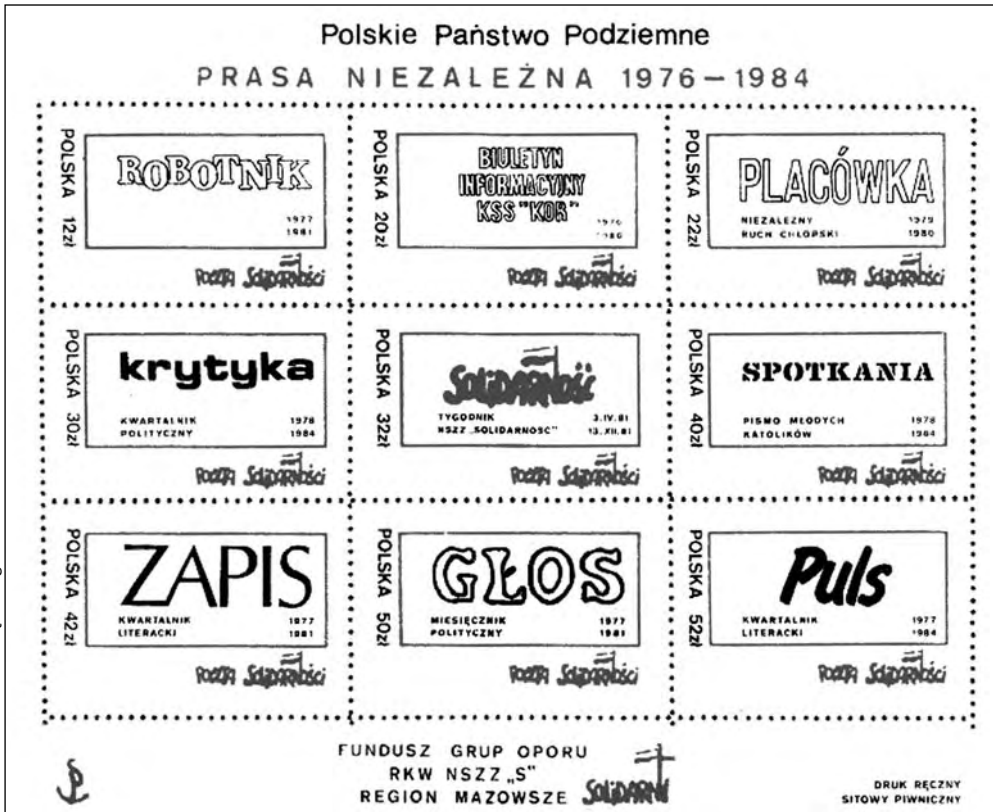 Polskie Państwo Podziemne
PRASA NIEZALEŻNA 1976–1984
POLSKA 12zł
ROBOTNIK
1977
1981
POCZTA SOLIDARNOŚCI
POLSKA 20zł
BIULETYN
INFORMACYJNY
KSS "KOR"
1976
1980
POCZTA SOLIDARNOŚCI
POLSKA 22zł
PLACÓWKA
NIEZALEŻNY 1979
RUCH CHŁOPSKI 1980
POCZTA SOLIDARNOŚCI
POLSKA 30zł
krytyka
KWARTALNIK 1978
POLITYCZNY 1984
POCZTA SOLIDARNOŚCI
POLSKA 32zł
SOLIDARNOŚĆ
TYGODNIK 3.IV.81
NSZZ „SOLIDARNOŚĆ" 13.XII.81
POCZTA SOLIDARNOŚCI
POLSKA 40zł
SPOTKANIA
PISMO MŁODYCH 1978
KATOLIKÓW 1984
POCZTA SOLIDARNOŚCI
POLSKA 42zł
ZAPIS
KWARTALNIK 1977
LITERACKI 1981
POCZTA SOLIDARNOŚCI
POLSKA 50zł
GŁOS
MIESIĘCZNIK 1977
POLITYCZNY 1981
POCZTA SOLIDARNOŚCI
POLSKA 52zł
Puls
KWARTALNIK 1977
LITERACKI 1984
POCZTA SOLIDARNOŚCI
FUNDUSZ GRUP OPORU
RKW NSZZ „S"
REGION MAZOWSZE SOLIDARNI
DRUK RĘCZNY
SITOWY PIWNICZNY